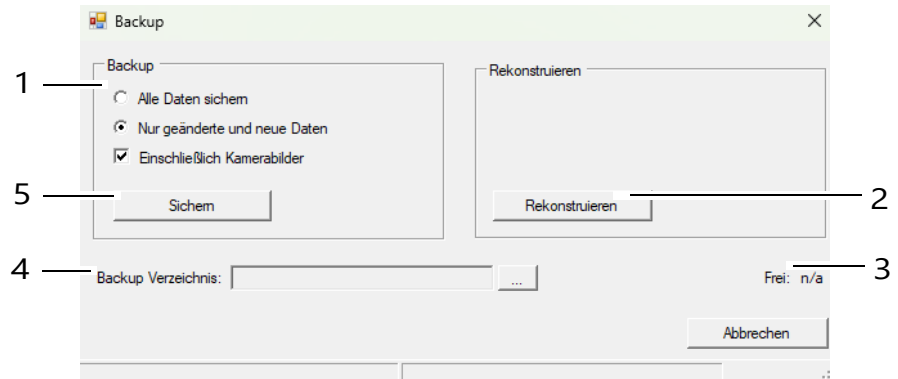 Backup
Backup
Rekonstruieren
1
Alle Daten sichern
Nur geänderte und neue Daten
Einschließlich Kamerabilder
5
Sichern
Rekonstruieren
2
4
Backup Verzeichnis:
...
Frei: n/a
3
Abbrechen